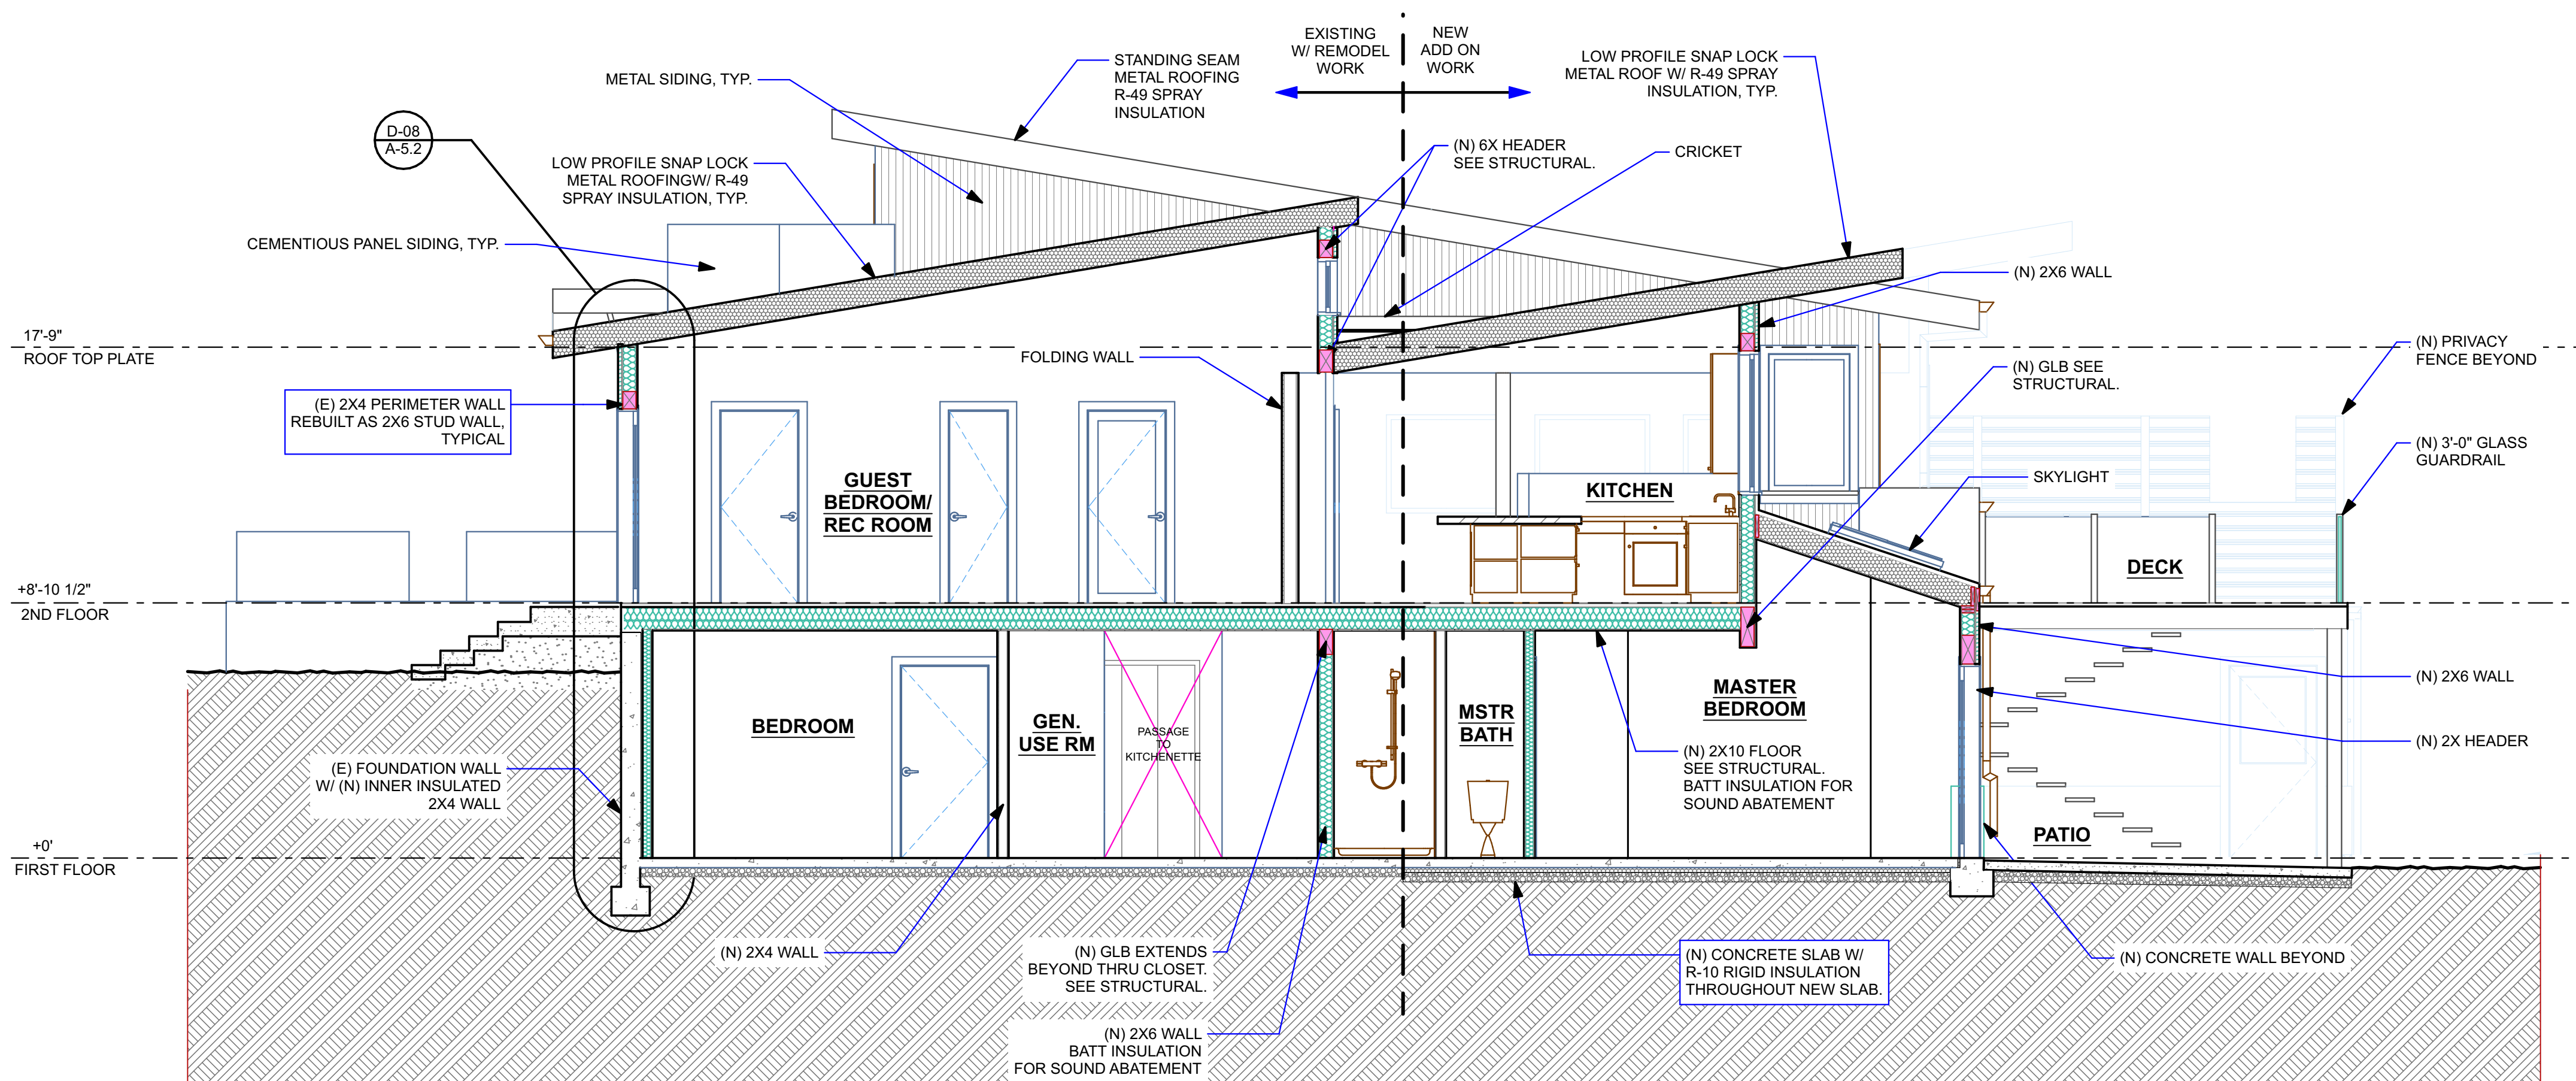 EXISTING
W/ REMODEL
WORK
NEW
ADD ON
WORK
STANDING SEAM
METAL ROOFING
R-49 SPRAY
INSULATION
METAL SIDING, TYP.
LOW PROFILE SNAP LOCK
METAL ROOF W/ R-49 SPRAY
INSULATION, TYP.
D-08
A-5.2
LOW PROFILE SNAP LOCK
METAL ROOFINGW/ R-49
SPRAY INSULATION, TYP.
(N) 6X HEADER
SEE STRUCTURAL.
CRICKET
CEMENTIOUS PANEL SIDING, TYP.
(N) 2X6 WALL
17'-9"
ROOF TOP PLATE
FOLDING WALL
(N) PRIVACY
FENCE BEYOND
(N) GLB SEE
STRUCTURAL.
(E) 2X4 PERIMETER WALL
REBUILT AS 2X6 STUD WALL,
TYPICAL
(N) 3'-0" GLASS
GUARDRAIL
GUEST
BEDROOM/
REC ROOM
KITCHEN
SKYLIGHT
DECK
+8'-10 1/2"
2ND FLOOR
(N) 2X6 WALL
BEDROOM
GEN.
USE RM
PASSAGE
TO
KITCHENETTE
MSTR
BATH
MASTER
BEDROOM
(N) 2X HEADER
(N) 2X10 FLOOR
SEE STRUCTURAL.
BATT INSULATION FOR
SOUND ABATEMENT
(E) FOUNDATION WALL
W/ (N) INNER INSULATED
2X4 WALL
PATIO
+0'
FIRST FLOOR
(N) 2X4 WALL
(N) GLB EXTENDS
BEYOND THRU CLOSET.
SEE STRUCTURAL.
(N) CONCRETE SLAB W/
R-10 RIGID INSULATION
THROUGHOUT NEW SLAB.
(N) CONCRETE WALL BEYOND
(N) 2X6 WALL
BATT INSULATION
FOR SOUND ABATEMENT